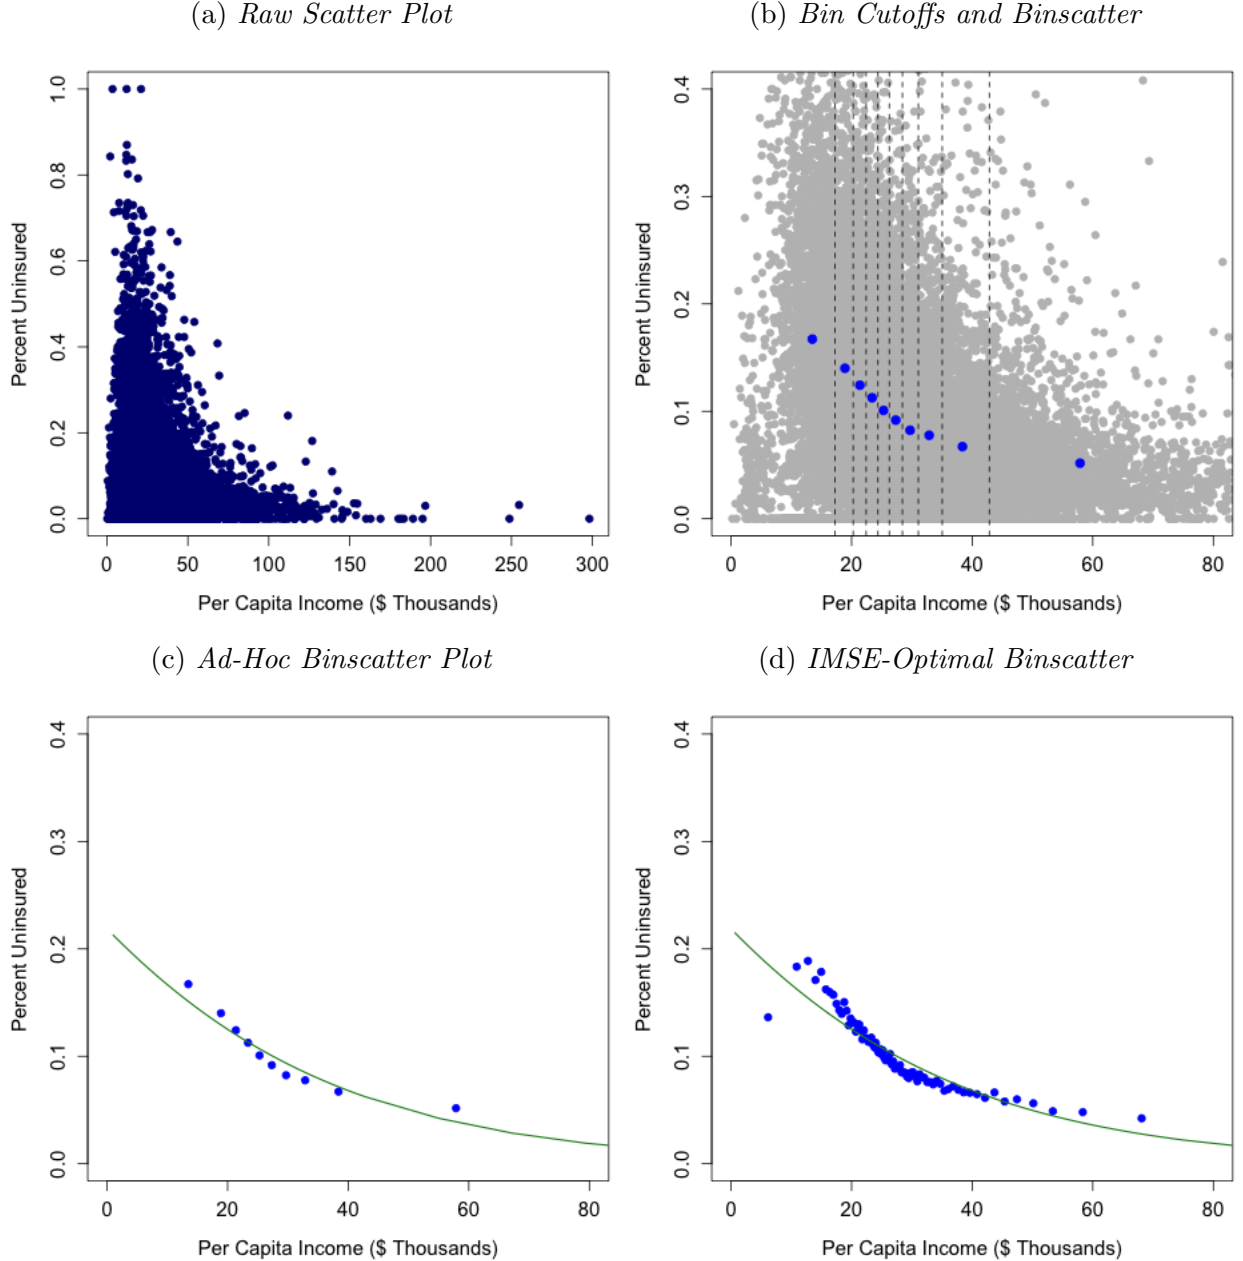 (a) Raw Scatter Plot
(b) Bin Cutoffs and Binscatter
Percent Uninsured
1.0
0.8
0.6
0.4
0.2
0.0
0 50 100 150 200 250 300
Per Capita Income ($ Thousands)
Percent Uninsured
0.4
0.3
0.2
0.1
0.0
0 20 40 60 80
Per Capita Income ($ Thousands)
(c) Ad-Hoc Binscatter Plot
(d) IMSE-Optimal Binscatter
Percent Uninsured
0.4
0.3
0.2
0.1
0.0
0 20 40 60 80
Per Capita Income ($ Thousands)
Percent Uninsured
0.4
0.3
0.2
0.1
0.0
0 20 40 60 80
Per Capita Income ($ Thousands)